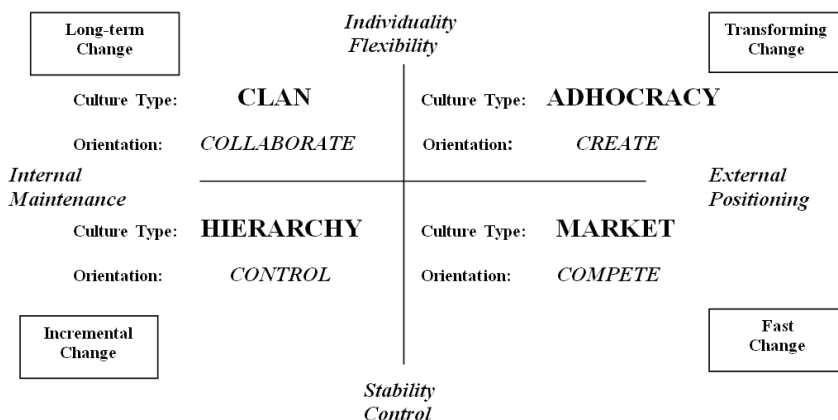 Long-term
Change
Individuality
Flexibility
Transforming
Change
Culture Type: CLAN
Culture Type: ADHOCRACY
Orientation: COLLABORATE
Orientation: CREATE
Internal
Maintenance
External
Positioning
Culture Type: HIERARCHY
Culture Type: MARKET
Orientation: CONTROL
Orientation: COMPETE
Incremental
Change
Fast
Change
Stability
Control